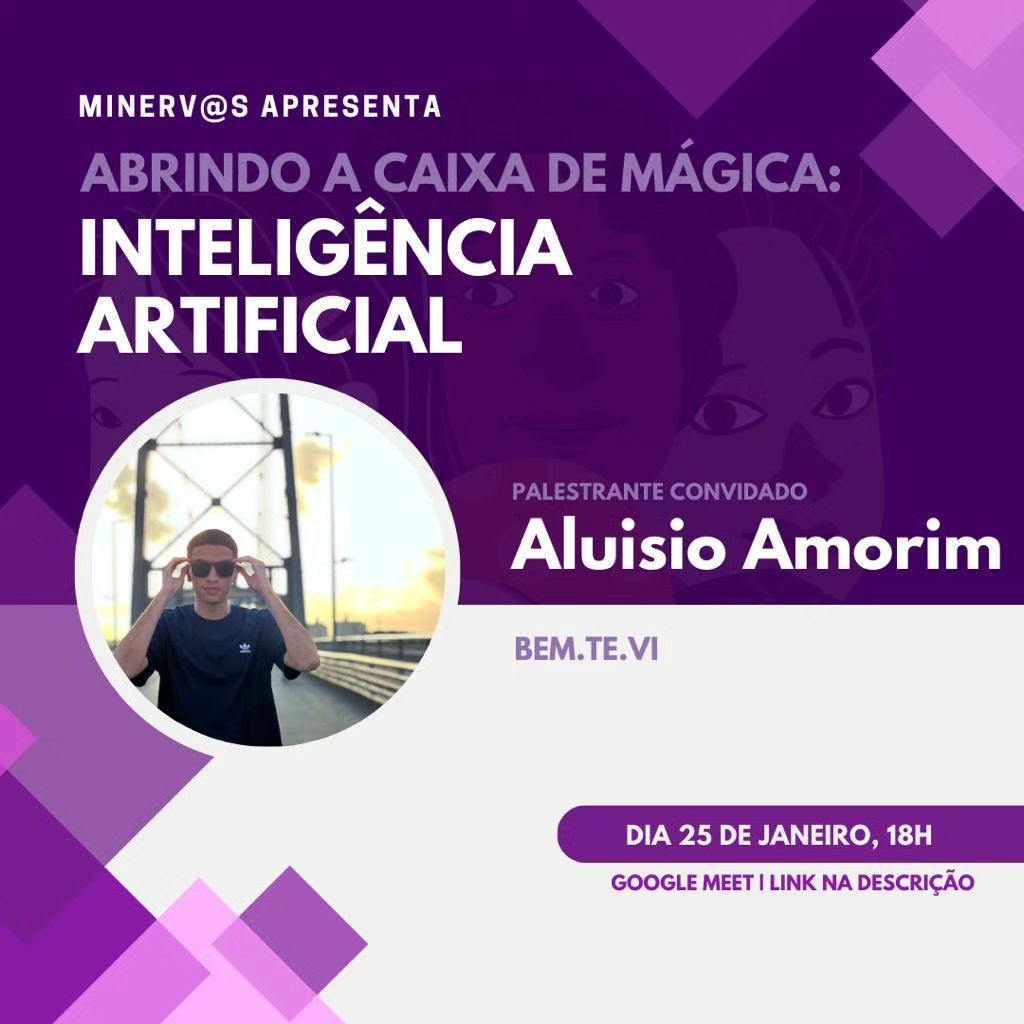 MINERV@S APRESENTA
ABRINDO A CAIXA DE MÁGICA:
INTELIGÊNCIA
ARTIFICIAL
PALESTRANTE CONVIDADO
Aluisio Amorim
BEM.TE.VI
DIA 25 DE JANEIRO, 18H
GOOGLE MEET | LINK NA DESCRIÇÃO